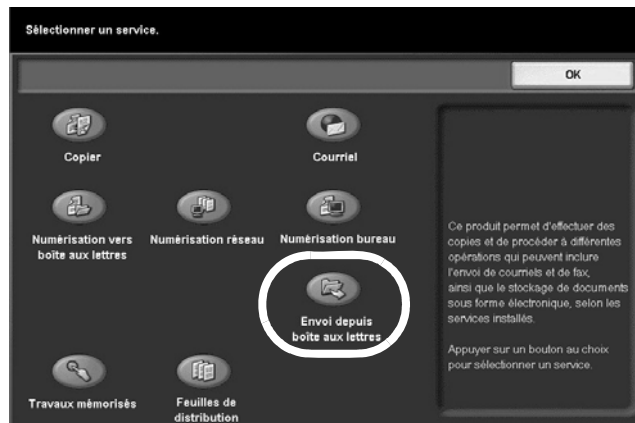 Sélectionner un service.
OK
Copier
Courriel
Numérisation vers
boîte aux lettres
Numérisation réseau
Numérisation bureau
Envoi depuis
boîte aux lettres
Travaux mémorisés
Feuilles de
distribution
Ce produit permet d'effectuer des
copies et de procéder à différentes
opérations qui peuvent inclure
l'envoi de courriels et de fax,
ainsi que le stockage de documents
sous forme électronique, selon les
services installés.
Appuyer sur un bouton au choix
pour sélectionner un service.